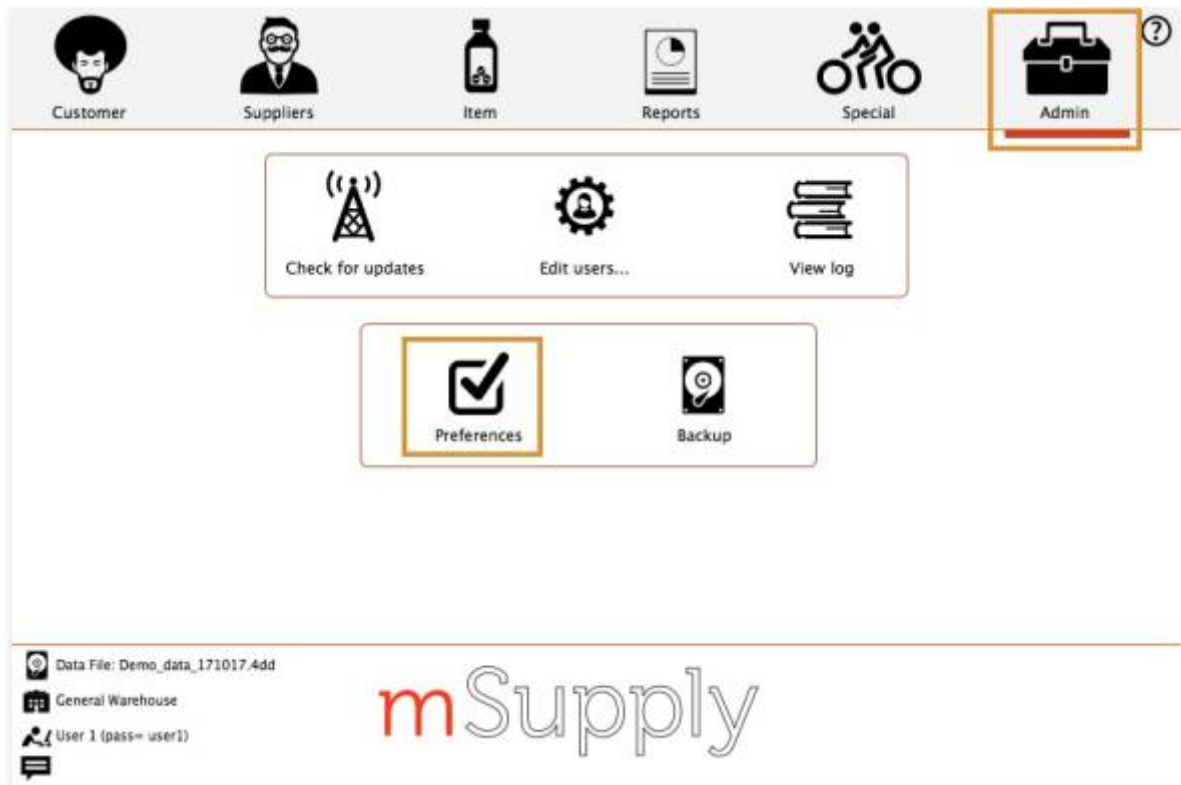 Customer Suppliers Item Reports Special Admin ?
Check for updates Edit users... View log
Preferences Backup
Data File: Demo_data_171017.4dd
General Warehouse
User 1 (pass= user1)
mSupply